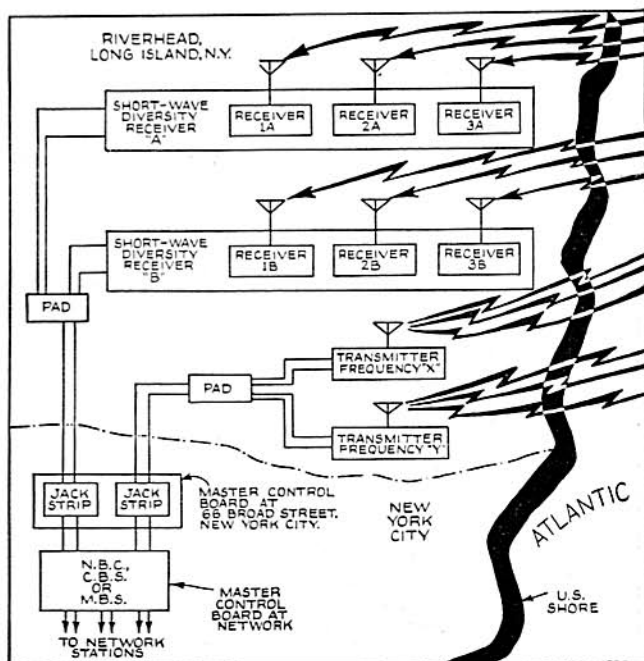 RIVERHEAD,
LONG ISLAND, N.Y.
SHORT-WAVE
DIVERSITY
RECEIVER
"A"
RECEIVER
1A
RECEIVER
2A
RECEIVER
3A
SHORT-WAVE
DIVERSITY
RECEIVER
"B"
RECEIVER
1B
RECEIVER
2B
RECEIVER
3B
PAD
TRANSMITTER
FREQUENCY "X"
PAD
TRANSMITTER
FREQUENCY "Y"
JACK
STRIP
JACK
STRIP
MASTER CONTROL
BOARD AT
66 BROAD STREET.
NEW YORK CITY.
NEW
YORK
CITY
ATLANTIC
N.B.C.,
C.B.S.
OR
M.B.S.
MASTER
CONTROL
BOARD AT
NETWORK
U.S.
SHORE
TO NETWORK
STATIONS